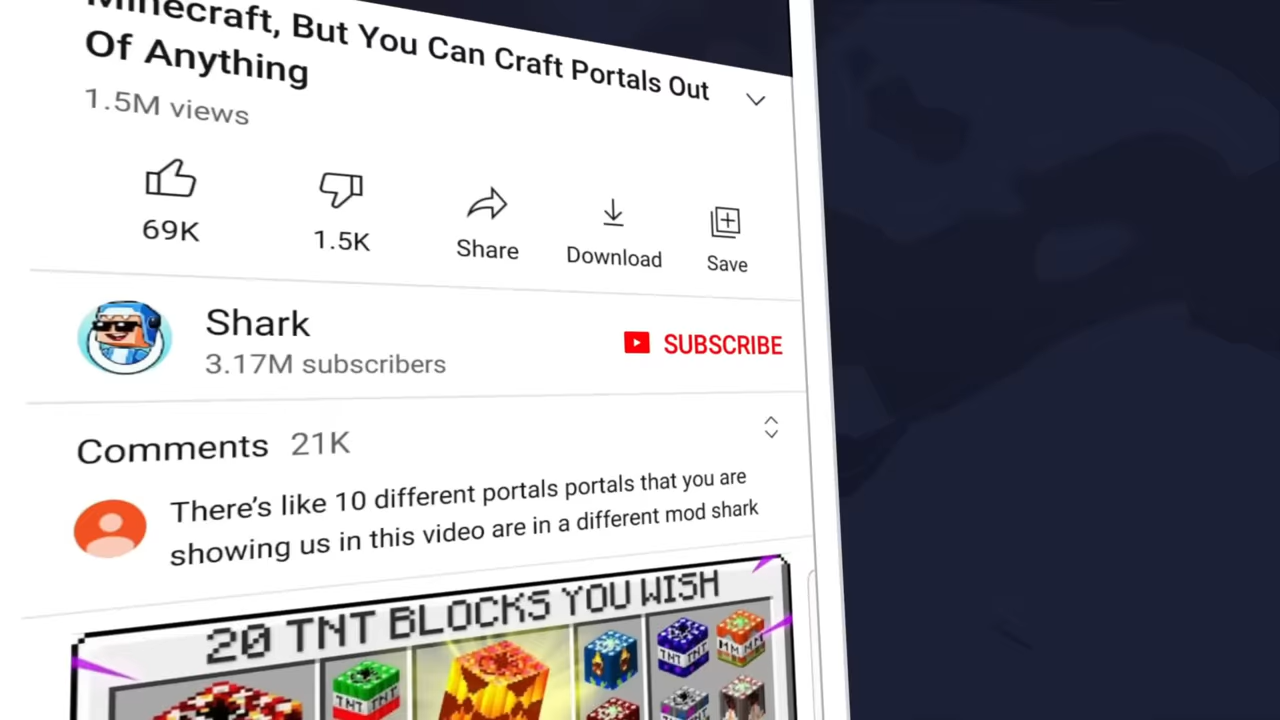 Minecraft, But You Can Craft Portals Out
Of Anything
1.5M views
69K
1.5K
Share
Download
Save
Shark
3.17M subscribers
SUBSCRIBE
Comments 21K
There's like 10 different portals portals that you are
showing us in this video are in a different mod shark
20 TNT BLOCKS YOU WISH
TNT TNT
TNT TNT